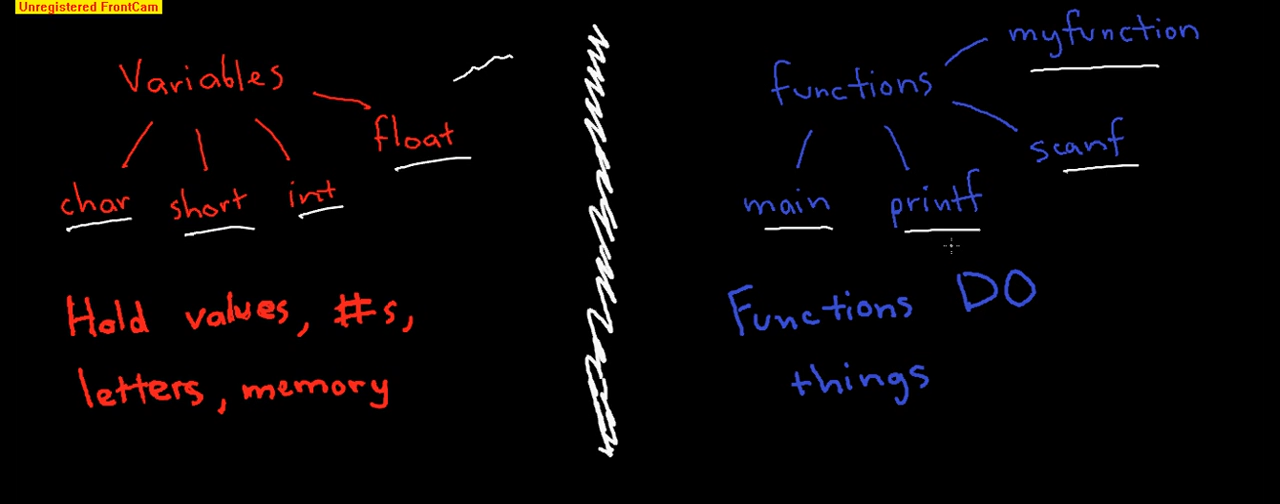 Unregistered FrontCam
Variables
float
char short int
Hold values, #s,
letters, memory
myfunction
functions
scanf
main printf
Functions DO
things